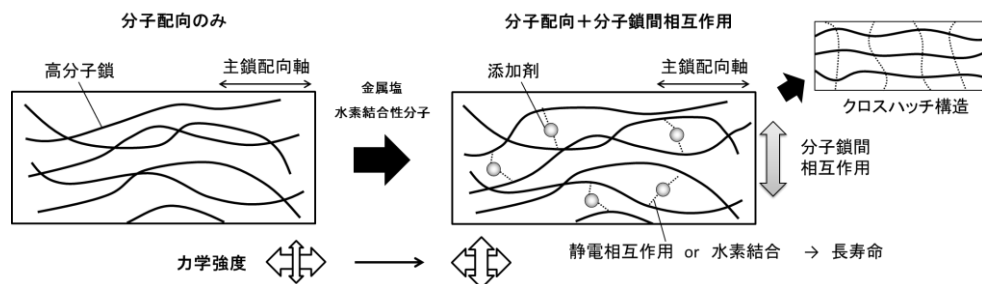 分子配向のみ
高分子鎖
主鎖配向軸
金属塩
水素結合性分子
分子配向＋分子鎖間相互作用
添加剤
主鎖配向軸
クロスハッチ構造
分子鎖間
相互作用
静電相互作用 or 水素結合 → 長寿命
力学強度